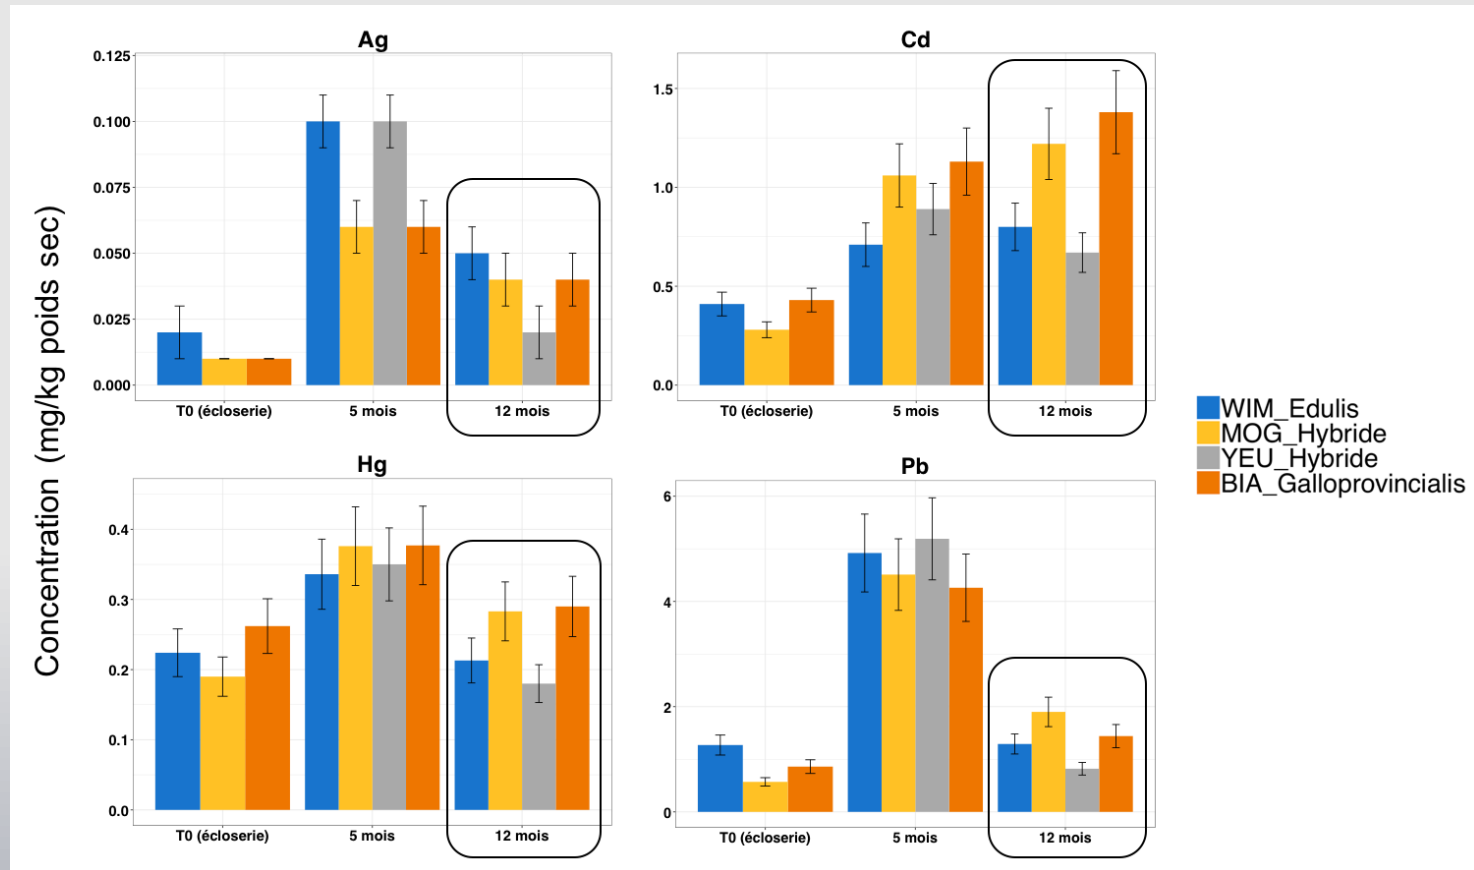 Concentration (mg/kg poids sec)
Ag
0.125
0.100
0.075
0.050
0.025
0.000
T0 (écloserie) 5 mois 12 mois
Cd
1.5
1.0
0.5
0.0
T0 (écloserie) 5 mois 12 mois
Hg
0.4
0.3
0.2
0.1
0.0
T0 (écloserie) 5 mois 12 mois
Pb
6
4
2
0
T0 (écloserie) 5 mois 12 mois
WIM_Edulis
MOG_Hybride
YEU_Hybride
BIA_Galloprovincialis